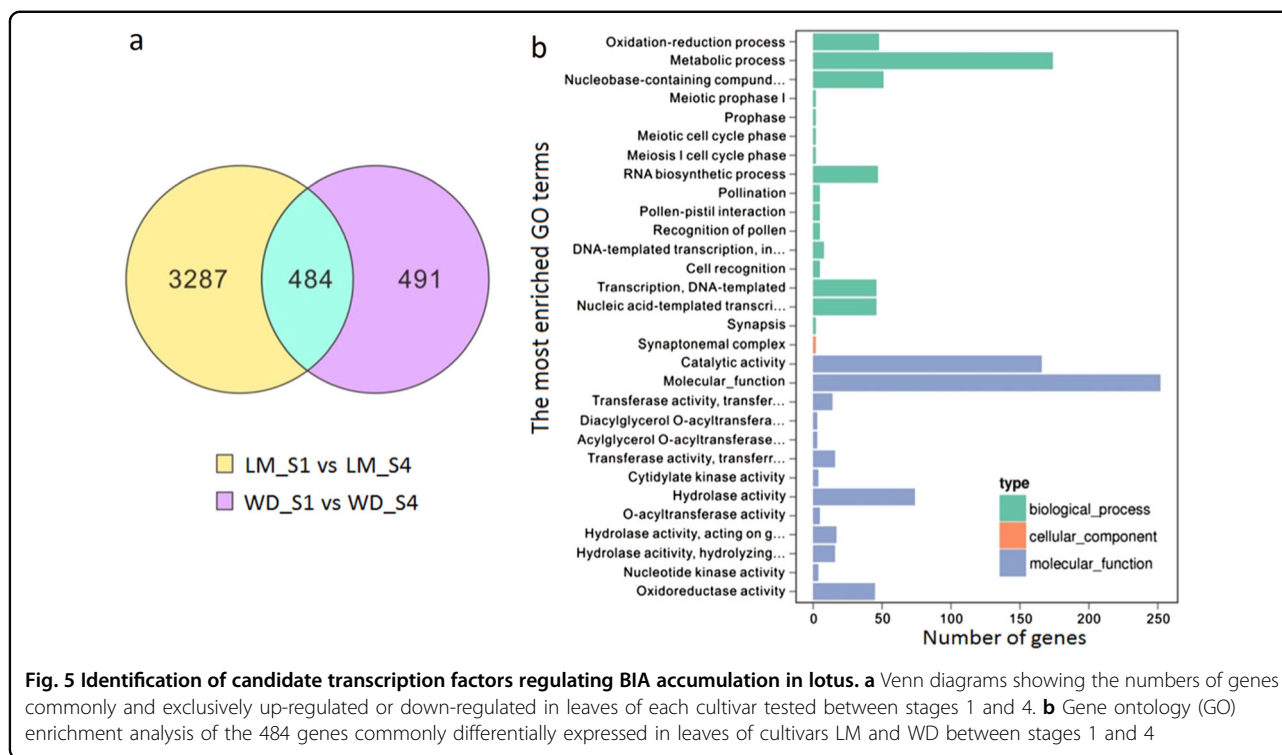 a
3287
484
491
LM_S1 vs LM_S4
WD_S1 vs WD_S4
b
The most enriched GO terms
Oxidation-reduction process
Metabolic process
Nucleobase-containing compund...
Meiotic prophase I
Prophase
Meiotic cell cycle phase
Meiosis I cell cycle phase
RNA biosynthetic process
Pollination
Pollen-pistil interaction
Recognition of pollen
DNA-templated transcription, in...
Cell recognition
Transcription, DNA-templated
Nucleic acid-templated transcri...
Synapsis
Synaptonemal complex
Catalytic activity
Molecular_function
Transferase activity, transfer...
Diacylglycerol O-acyltransfera...
Acylglycerol O-acyltransferase...
Transferase activity, transferr...
Cytidylate kinase activity
Hydrolase activity
O-acyltransferase activity
Hydrolase activity, acting on g...
Hydrolase acitivity, hydrolyzing...
Nucleotide kinase activity
Oxidoreductase activity
type
biological_process
cellular_component
molecular_function
0 50 100 150 200 250
Number of genes
Fig. 5 Identification of candidate transcription factors regulating BIA accumulation in lotus. a Venn diagrams showing the numbers of genes
commonly and exclusively up-regulated or down-regulated in leaves of each cultivar tested between stages 1 and 4. b Gene ontology (GO)
enrichment analysis of the 484 genes commonly differentially expressed in leaves of cultivars LM and WD between stages 1 and 4